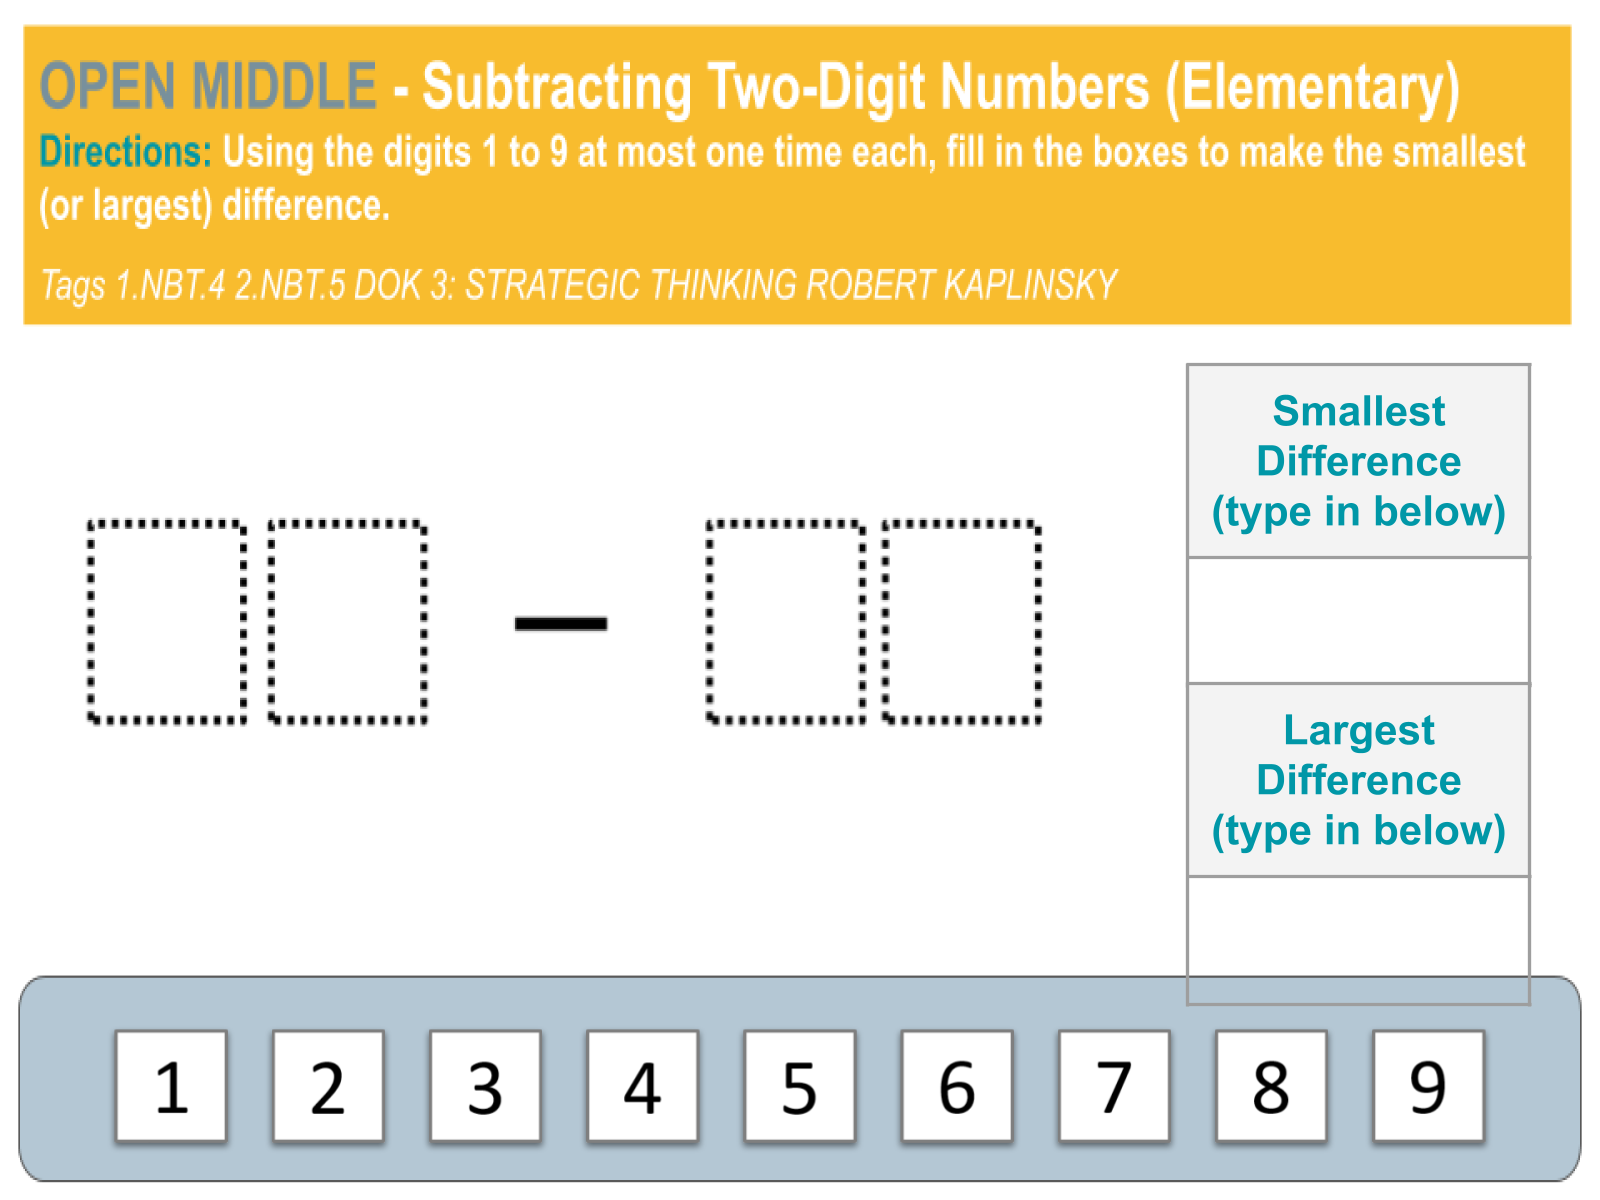 OPEN MIDDLE - Subtracting Two-Digit Numbers (Elementary)
Directions: Using the digits 1 to 9 at most one time each, fill in the boxes to make the smallest
(or largest) difference.
Tags 1.NBT.4 2.NBT.5 DOK 3: STRATEGIC THINKING ROBERT KAPLINSKY
Smallest
Difference
(type in below)
—
Largest
Difference
(type in below)
1 2 3 4 5 6 7 8 9